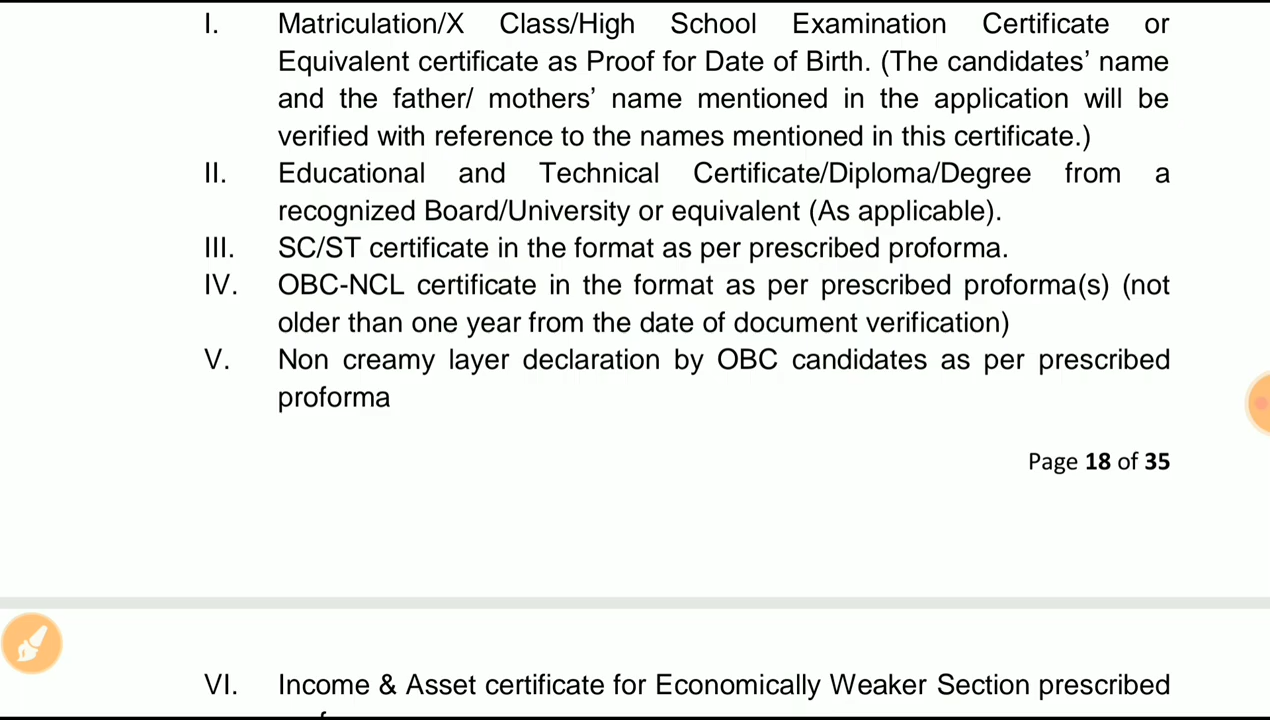 I. Matriculation/X Class/High School Examination Certificate or
Equivalent certificate as Proof for Date of Birth. (The candidates’ name
and the father/ mothers’ name mentioned in the application will be
verified with reference to the names mentioned in this certificate.)
II. Educational and Technical Certificate/Diploma/Degree from a
recognized Board/University or equivalent (As applicable).
III. SC/ST certificate in the format as per prescribed proforma.
IV. OBC-NCL certificate in the format as per prescribed proforma(s) (not
older than one year from the date of document verification)
V. Non creamy layer declaration by OBC candidates as per prescribed
proforma
Page 18 of 35
VI. Income & Asset certificate for Economically Weaker Section prescribed